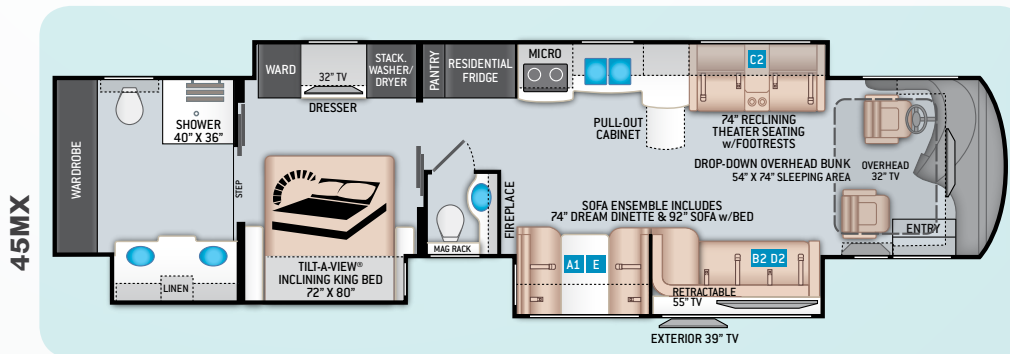 45MX
WARDROBE
SHOWER
40" X 36"
LINEN
STEP
WARD
32" TV
STACK.
WASHER/
DRYER
DRESSER
TILT-A-VIEW®
INCLINING KING BED
72" X 80"
PANTRY
RESIDENTIAL
FRIDGE
MICRO
MAG RACK
FIREPLACE
PULL-OUT
CABINET
C2
74" RECLINING
THEATER SEATING
w/FOOTRESTS
DROP-DOWN OVERHEAD BUNK
54" X 74" SLEEPING AREA
OVERHEAD
32" TV
SOFA ENSEMBLE INCLUDES
74" DREAM DINETTE & 92" SOFA w/BED
A1 E
B2 D2
RETRACTABLE
55" TV
ENTRY
EXTERIOR 39" TV